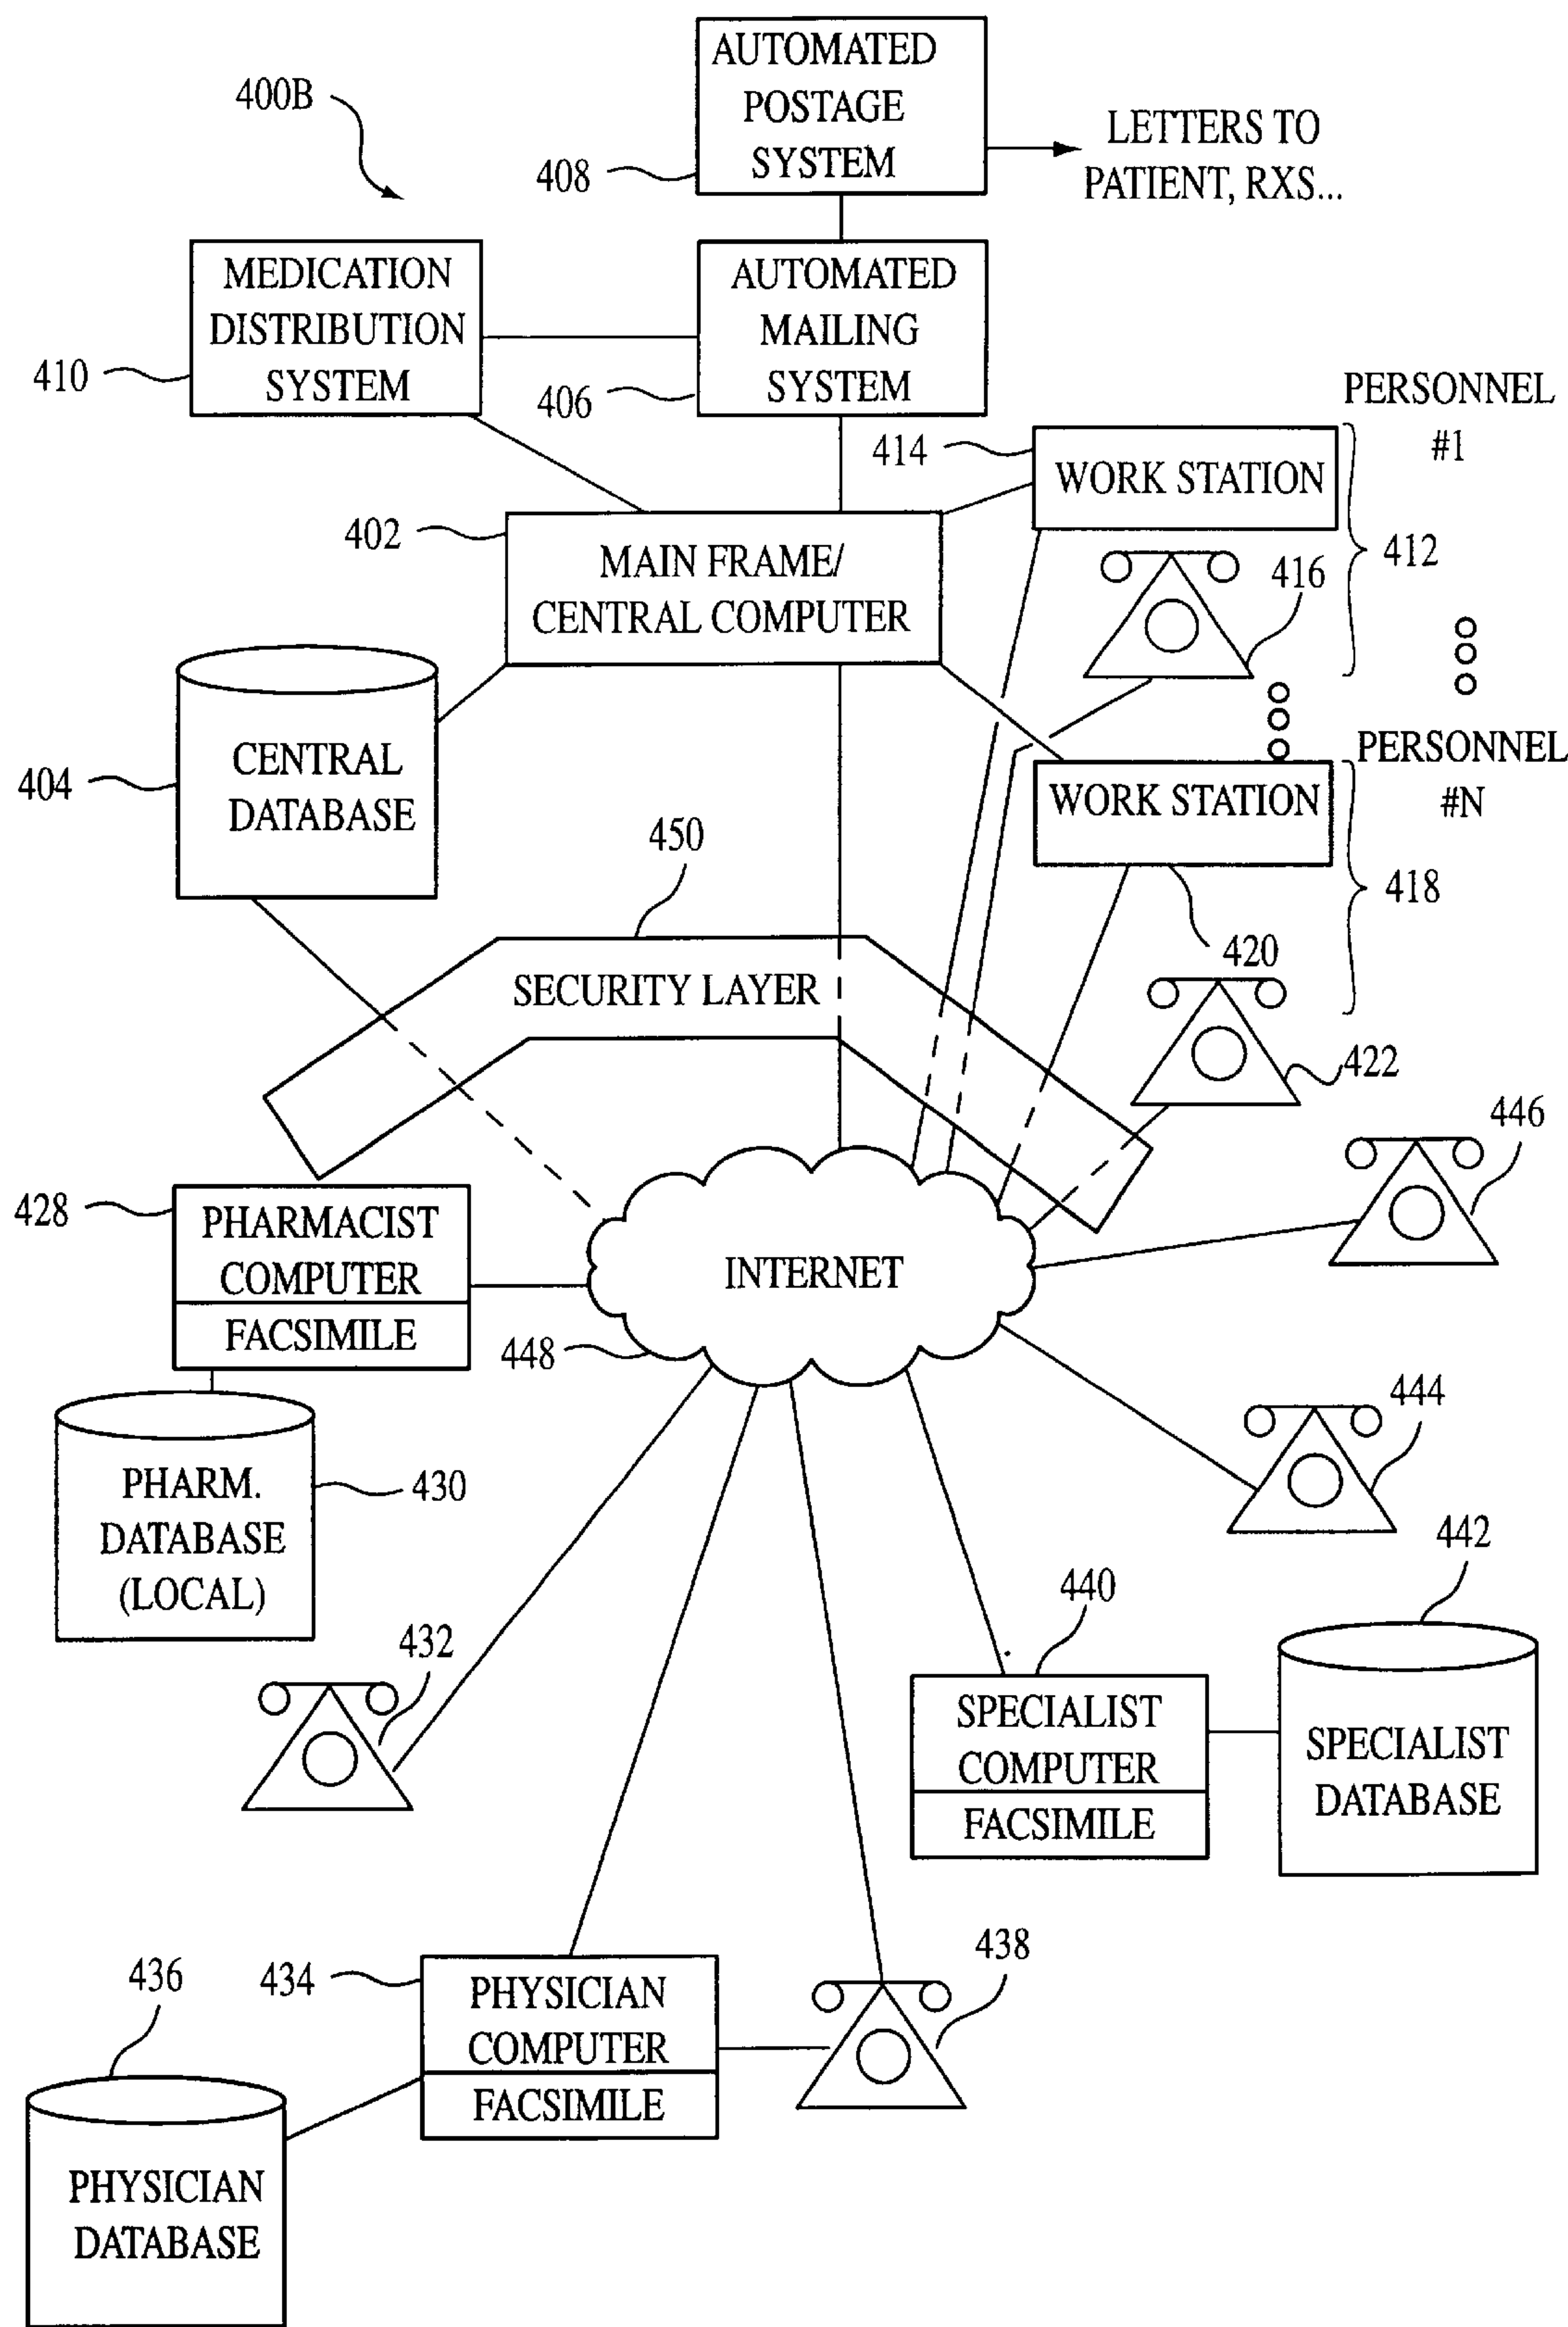 400B
AUTOMATED
POSTAGE
SYSTEM
408
LETTERS TO
PATIENT, RXS...
MEDICATION
DISTRIBUTION
SYSTEM
410
AUTOMATED
MAILING
SYSTEM
406
PERSONNEL
#1
414
WORK STATION
412
416
402
MAIN FRAME/
CENTRAL COMPUTER
404
CENTRAL
DATABASE
PERSONNEL
#N
WORK STATION
418
420
422
450
SECURITY LAYER
446
428
PHARMACIST
COMPUTER
FACSIMILE
INTERNET
448
444
PHARM.
DATABASE
(LOCAL)
430
442
440
432
SPECIALIST
COMPUTER
FACSIMILE
SPECIALIST
DATABASE
438
436
434
PHYSICIAN
COMPUTER
FACSIMILE
PHYSICIAN
DATABASE